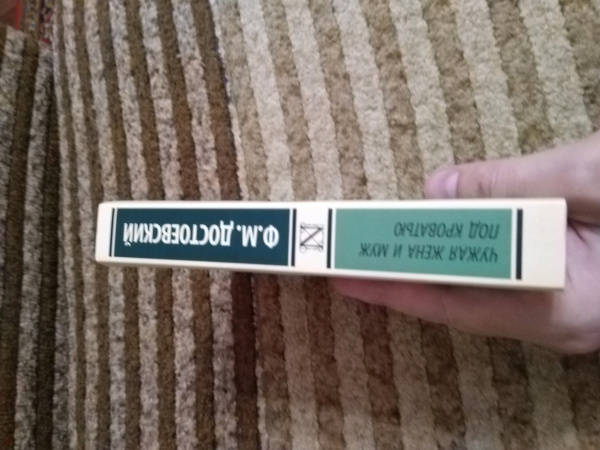 Ф.М. ДОСТОЕВСКИЙ
ЧУЖАЯ ЖЕНА И МУЖ
ПОД КРОВАТЬЮ